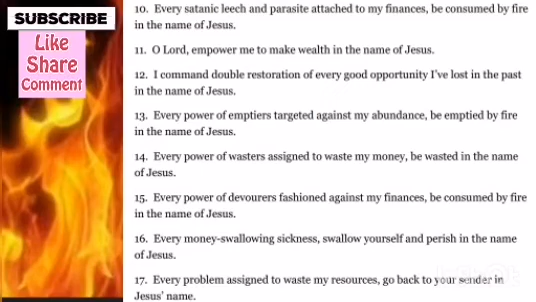 SUBSCRIBE
Like
Share
Comment
10.  Every satanic leech and parasite attached to my finances, be consumed by fire
in the name of Jesus.
11.  O Lord, empower me to make wealth in the name of Jesus.
12.  I command double restoration of every good opportunity I've lost in the past
in the name of Jesus.
13.  Every power of emptiers targeted against my abundance, be emptied by fire
in the name of Jesus.
14.  Every power of wasters assigned to waste my money, be wasted in the name
of Jesus.
15.  Every power of devourers fashioned against my finances, be consumed by fire
in the name of Jesus.
16.  Every money-swallowing sickness, swallow yourself and perish in the name
of Jesus.
17.  Every problem assigned to waste my resources, go back to your sender in
Jesus' name.